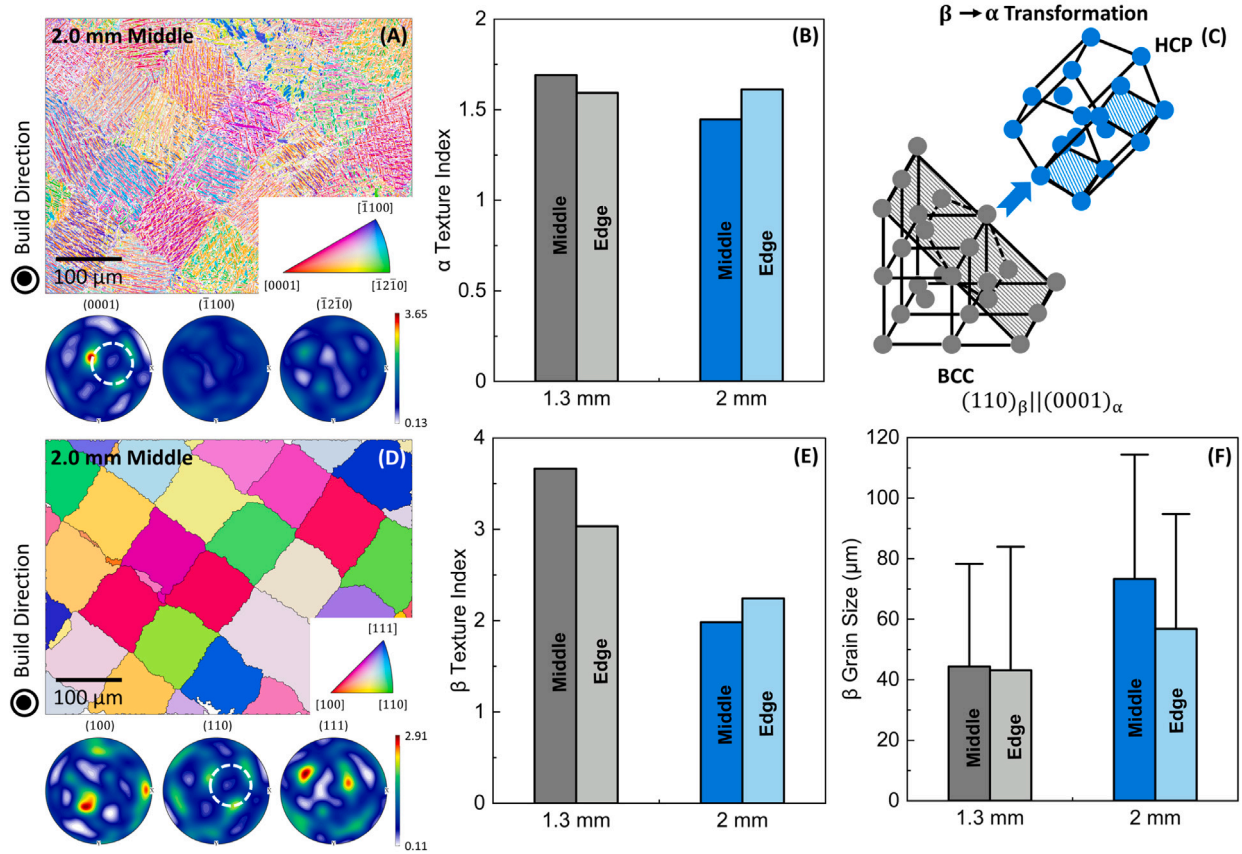 2.0 mm Middle
(A)
Build Direction
100 μm
[1̅100]
[0001]
[1̅21̅0]
(0001)
(1̅100)
(1̅21̅0)
3.65
0.13
X
Y
X
Y
X
Y
(B)
α Texture Index
2
1.5
1
0.5
0
Middle
Edge
Middle
Edge
1.3 mm
2 mm
β → α Transformation
(C)
HCP
BCC
(110)β||(0001)α
2.0 mm Middle
(D)
Build Direction
100 μm
[111]
[100]
[110]
(100)
(110)
(111)
2.91
0.11
X
Y
X
Y
X
Y
(E)
β Texture Index
4
3
2
1
0
Middle
Edge
Middle
Edge
1.3 mm
2 mm
(F)
β Grain Size (μm)
120
100
80
60
40
20
0
Middle
Edge
Middle
Edge
1.3 mm
2 mm